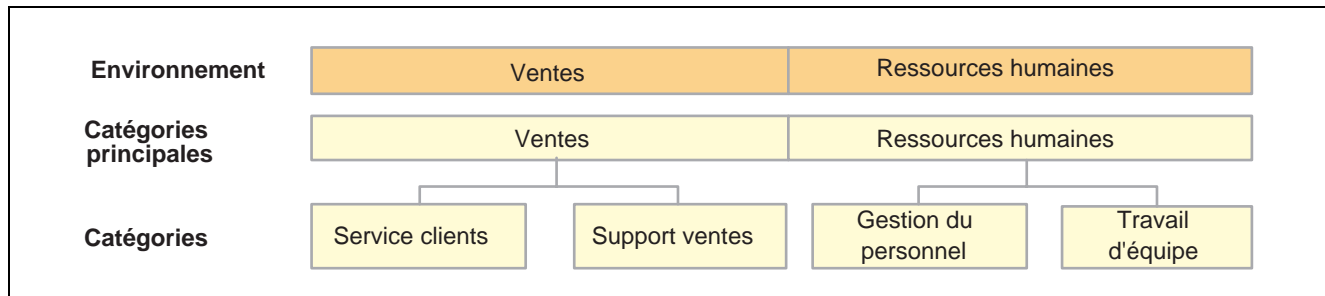 Environnement
Ventes
Ressources humaines
Catégories
principales
Ventes
Ressources humaines
Catégories
Service clients
Support ventes
Gestion du
personnel
Travail
d'équipe